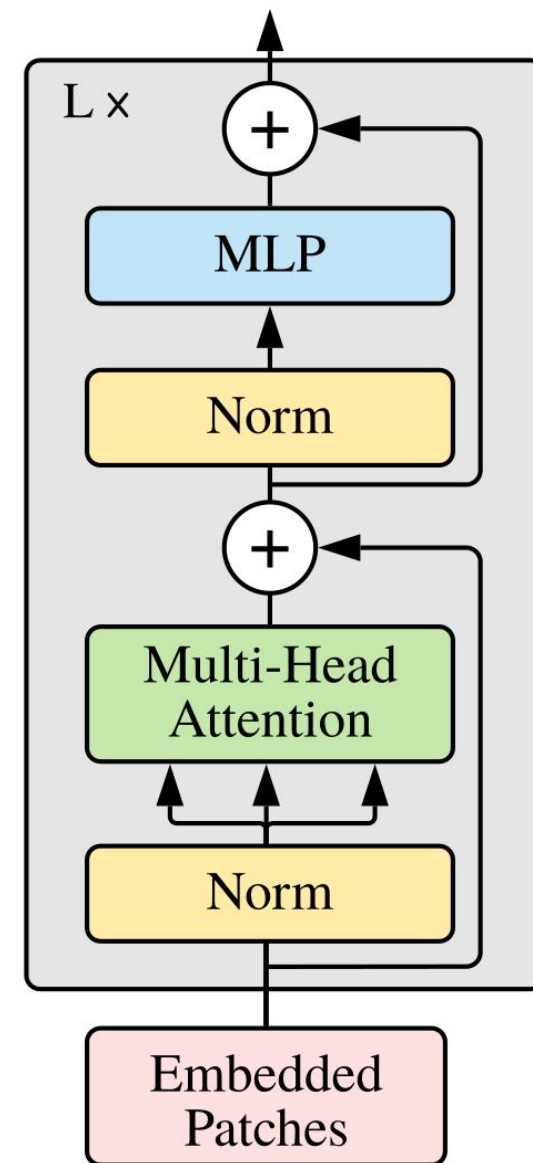 L ×
+
MLP
Norm
+
Multi-Head
Attention
Norm
Embedded
Patches